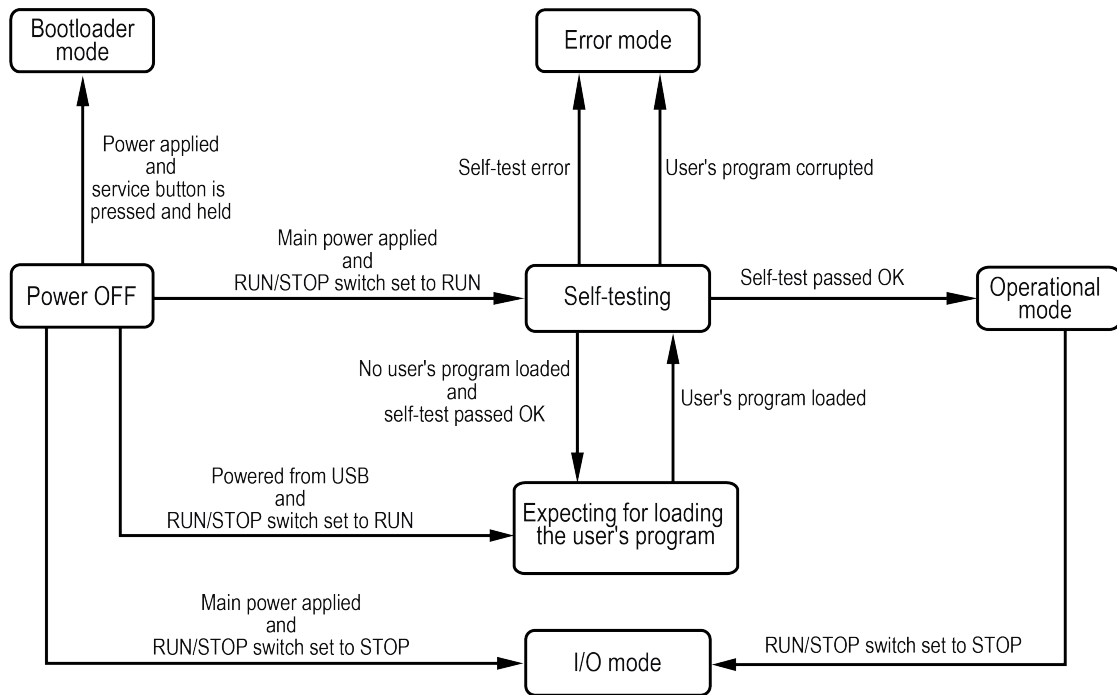 Bootloader
mode
Error mode
Power applied
and
service button is
pressed and held
Self-test error
User's program corrupted
Main power applied
and
RUN/STOP switch set to RUN
Power OFF
Self-testing
Self-test passed OK
Operational
mode
No user's program loaded
and
self-test passed OK
User's program loaded
Powered from USB
and
RUN/STOP switch set to RUN
Expecting for loading
the user's program
Main power applied
and
RUN/STOP switch set to STOP
I/O mode
RUN/STOP switch set to STOP